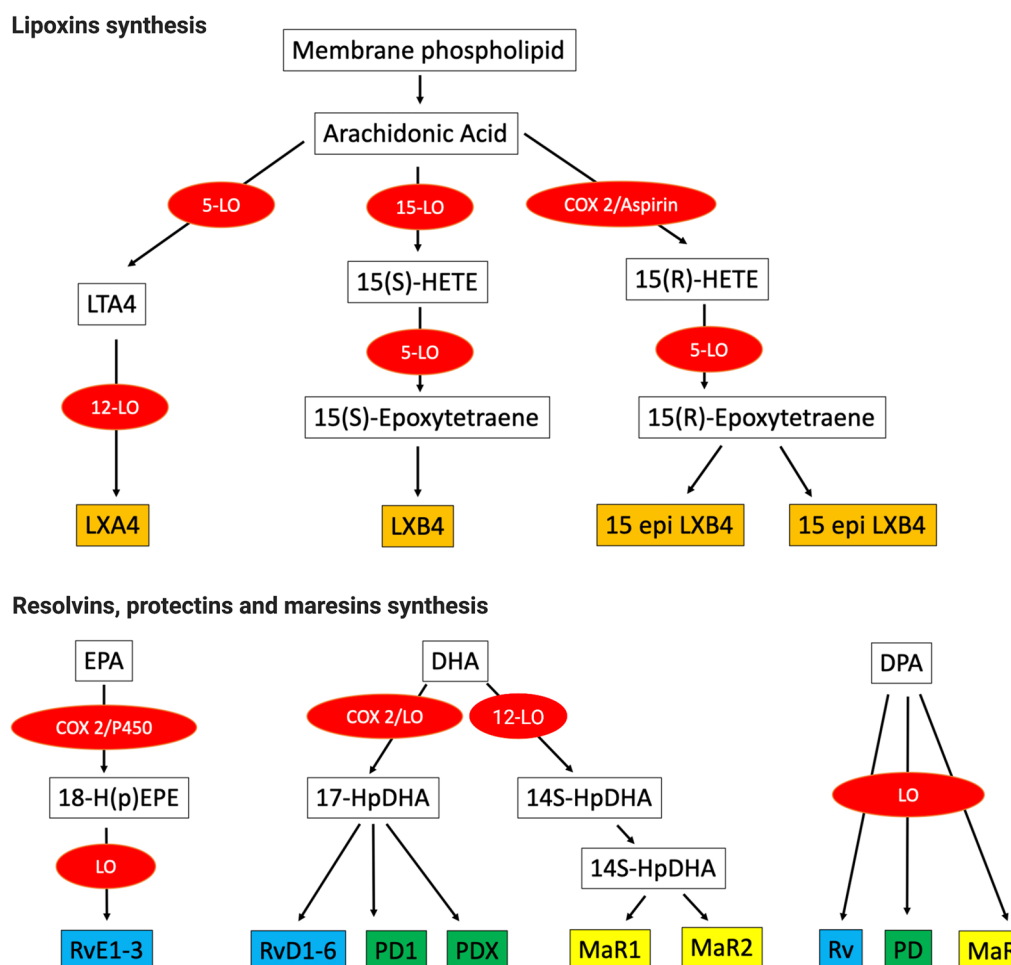 Lipoxins synthesis
Membrane phospholipid
Arachidonic Acid
5-LO
15-LO
COX 2/Aspirin
15(S)-HETE
15(R)-HETE
LTA4
5-LO
5-LO
12-LO
15(S)-Epoxytetraene
15(R)-Epoxytetraene
LXA4
LXB4
15 epi LXB4
15 epi LXB4
Resolvins, protectins and maresins synthesis
EPA
DHA
DPA
COX 2/P450
COX 2/LO
12-LO
18-H(p)EPE
17-HpDHA
14S-HpDHA
LO
LO
14S-HpDHA
RvE1-3
RvD1-6
PD1
PDX
MaR1
MaR2
Rv
PD
MaR